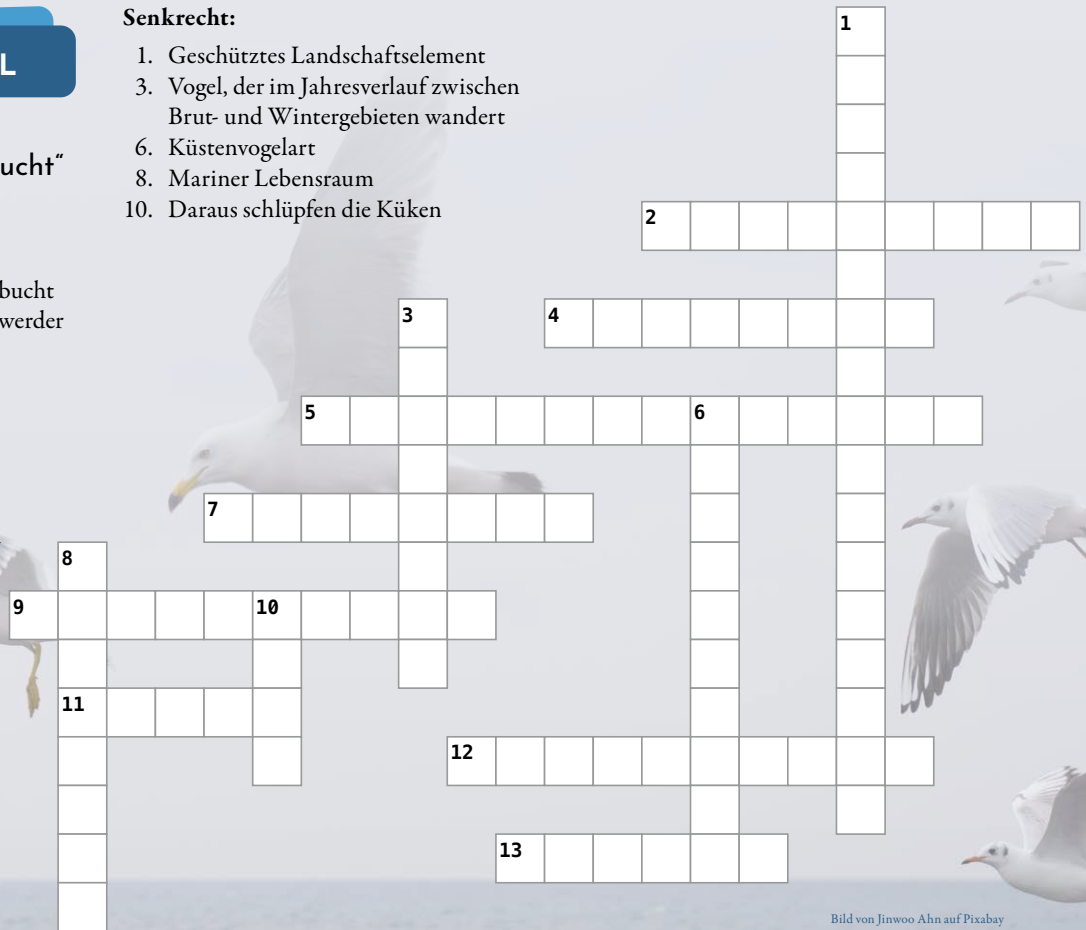 L
ucht“
bucht
werder
Senkrecht:
1. Geschütztes Landschaftselement
3. Vogel, der im Jahresverlauf zwischen
Brut- und Wintergebieten wandert
6. Küstenvogelart
8. Mariner Lebensraum
10. Daraus schlüpfen die Küken
1
2
3
4
5
6
7
8
9
10
11
12
13
Bild von Jinwoo Ahn auf Pixabay